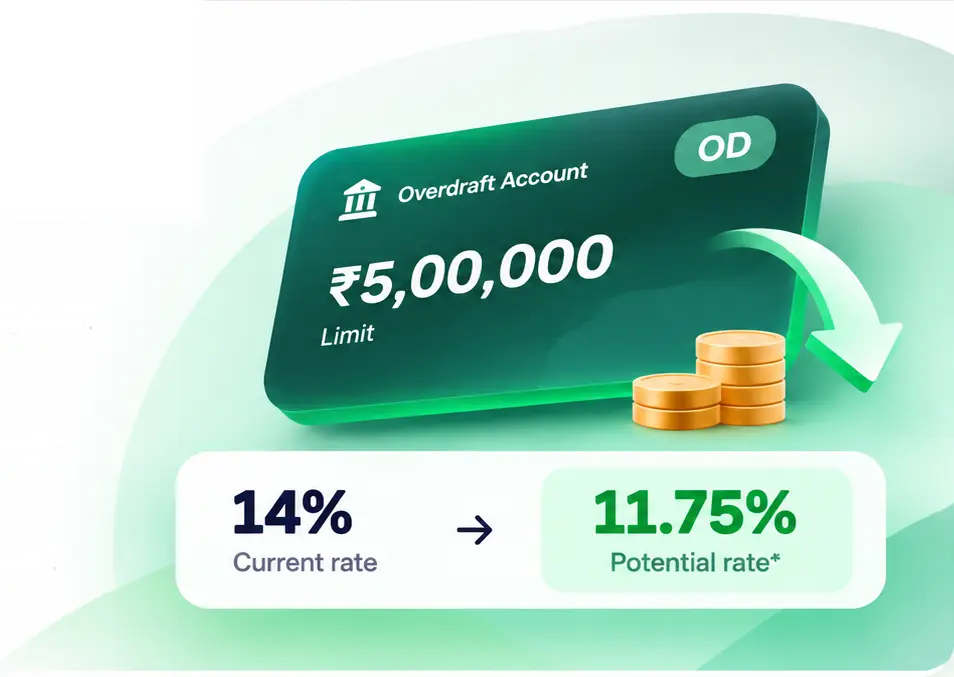 Overdraft Account
OD
₹5,00,000
Limit
14%
Current rate
→
11.75%
Potential rate*